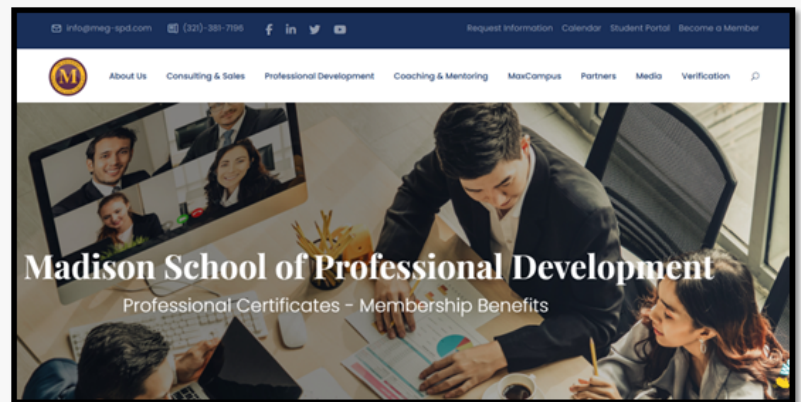 info@meg-spd.com (321)-381-7196 Request Information Calendar Student Portal Become a Member
M About Us Consulting & Sales Professional Development Coaching & Mentoring MaxCampus Partners Media Verification
Madison School of Professional Development
Professional Certificates - Membership Benefits